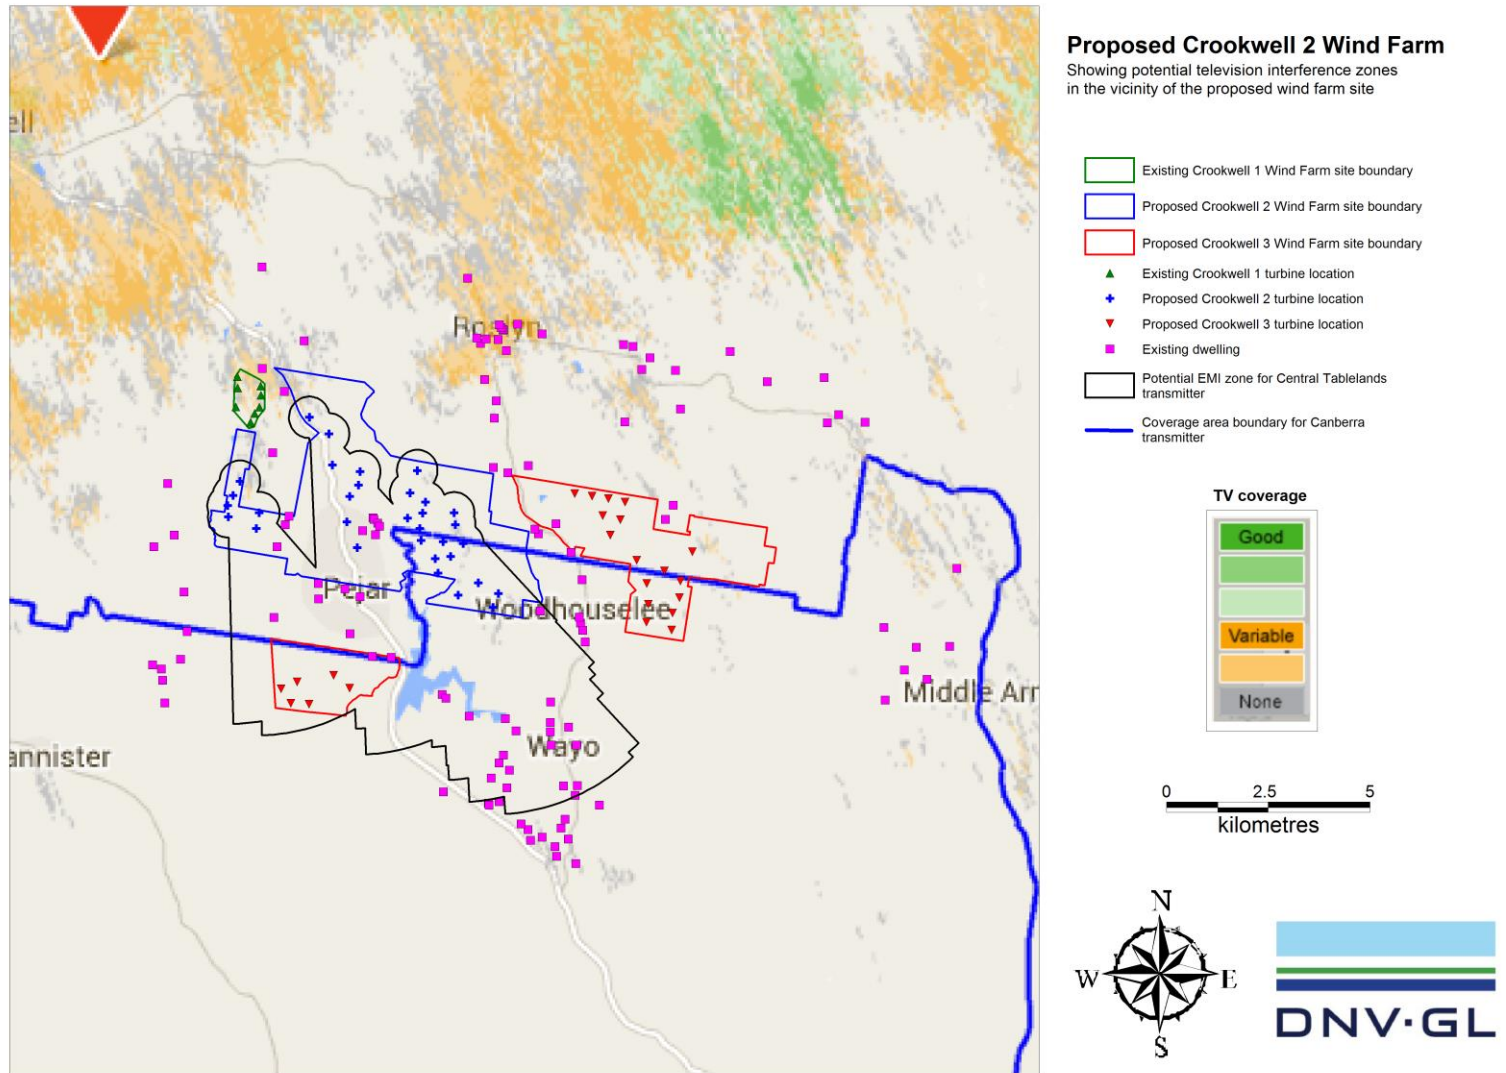 Proposed Crookwell 2 Wind Farm
Showing potential television interference zones
in the vicinity of the proposed wind farm site
Existing Crookwell 1 Wind Farm site boundary
Proposed Crookwell 2 Wind Farm site boundary
Proposed Crookwell 3 Wind Farm site boundary
Existing Crookwell 1 turbine location
Proposed Crookwell 2 turbine location
Proposed Crookwell 3 turbine location
Existing dwelling
Potential EMI zone for Central Tablelands
transmitter
Coverage area boundary for Canberra
transmitter
TV coverage
Good
Variable
None
0 2.5 5
kilometres
N
W E
S
DNV·GL
ell
Roslyn
Pejar
Woodhouselee
Middle Arr
Wayo
annister